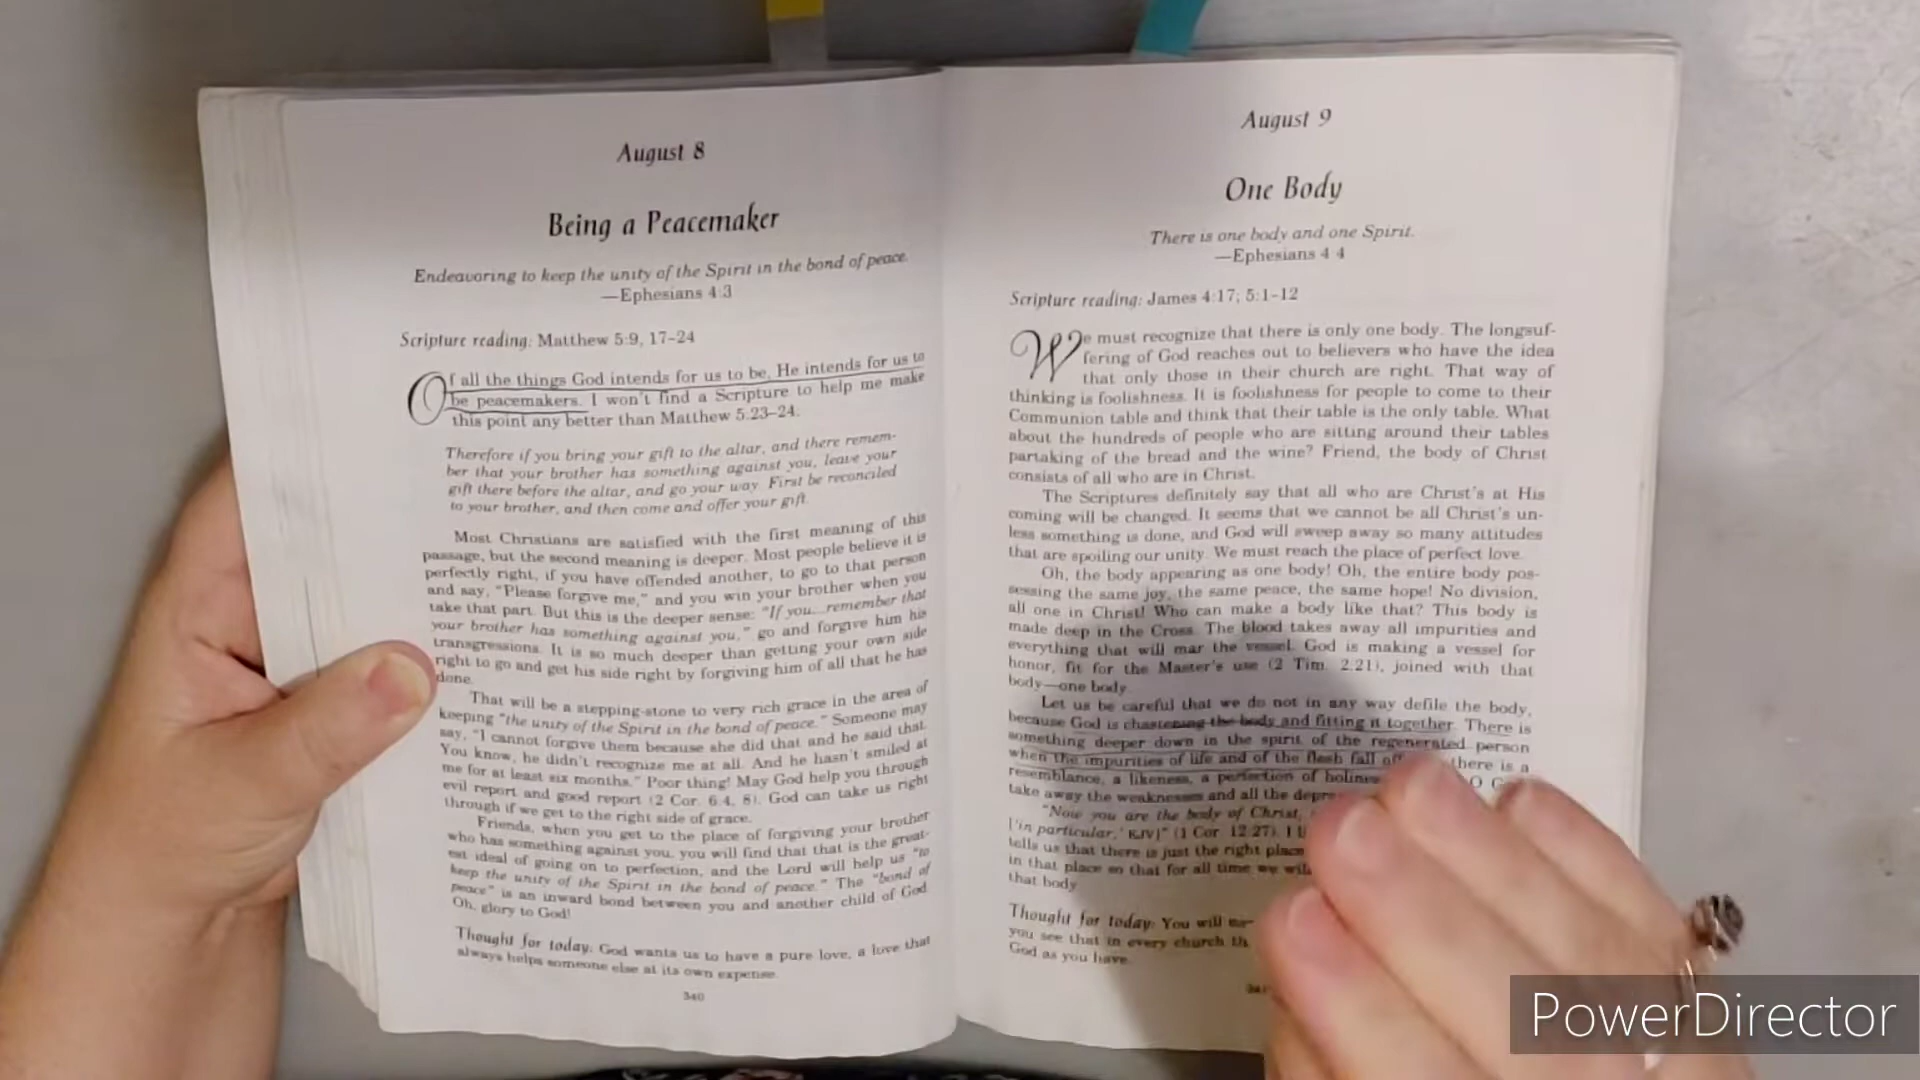 August 8
Being a Peacemaker
Endeavoring to keep the unity of the Spirit in the bond of peace.
—Ephesians 4:3
Scripture reading: Matthew 5:9, 17–24
Of all the things God intends for us to be, He intends for us to
be peacemakers. I won't find a Scripture to help me make
this point any better than Matthew 5:23–24.
Therefore if you bring your gift to the altar, and there remem-
ber that your brother has something against you, leave your
gift there before the altar, and go your way. First be reconciled
to your brother, and then come and offer your gift.
Most Christians are satisfied with the first meaning of this
passage, but the second meaning is deeper. Most people believe it is
perfectly right, if you have offended another, to go to that person
and say, "Please forgive me," and you win your brother when you
take that part. But this is the deeper sense: "If you...remember that
your brother has something against you," go and forgive him his
transgressions. It is so much deeper than getting your own side
right to go and get his side right by forgiving him of all that he has
done.
That will be a stepping-stone to very rich grace in the area of
keeping "the unity of the Spirit in the bond of peace." Someone may
say, "I cannot forgive them because she did that and he said that.
You know, he didn't recognize me at all. And he hasn't smiled at
me for at least six months." Poor thing! May God help you through
evil report and good report (2 Cor. 6:4, 8). God can take us right
through if we get to the right side of grace.
Friends, when you get to the place of forgiving your brother
who has something against you, you will find that that is the great-
est ideal of going on to perfection, and the Lord will help us "to
keep the unity of the Spirit in the bond of peace." The "bond of
peace" is an inward bond between you and another child of God.
Oh, glory to God!
Thought for today: God wants us to have a pure love, a love that
always helps someone else at its own expense.
340
August 9
One Body
There is one body and one Spirit.
—Ephesians 4:4
Scripture reading: James 4:17; 5:1–12
We must recognize that there is only one body. The longsuf-
fering of God reaches out to believers who have the idea
that only those in their church are right. That way of
thinking is foolishness. It is foolishness for people to come to their
Communion table and think that their table is the only table. What
about the hundreds of people who are sitting around their tables
partaking of the bread and the wine? Friend, the body of Christ
consists of all who are in Christ.
The Scriptures definitely say that all who are Christ's at His
coming will be changed. It seems that we cannot be all Christ's un-
less something is done, and God will sweep away so many attitudes
that are spoiling our unity. We must reach the place of perfect love.
Oh, the body appearing as one body! Oh, the entire body pos-
sessing the same joy, the same peace, the same hope! No division,
all one in Christ! Who can make a body like that? This body is
made deep in the Cross. The blood takes away all impurities and
everything that will mar the vessel. God is making a vessel for
honor, fit for the Master's use (2 Tim. 2:21), joined with that
body—one body.
Let us be careful that we do not in any way defile the body,
because God is chastening the body and fitting it together. There is
something deeper down in the spirit of the regenerated person
when the impurities of life and of the flesh fall there is a
resemblance, a likeness, a perfection of O
take away the weaknesses and all the
"Now you are the body of Christ,
['in particular,' KJV]" (1 Cor. 12:27). I
tells us that there is just the right place
in that place so that for all time we
that body.
Thought for today: You will
you see that in every church
God as you have.
PowerDirector